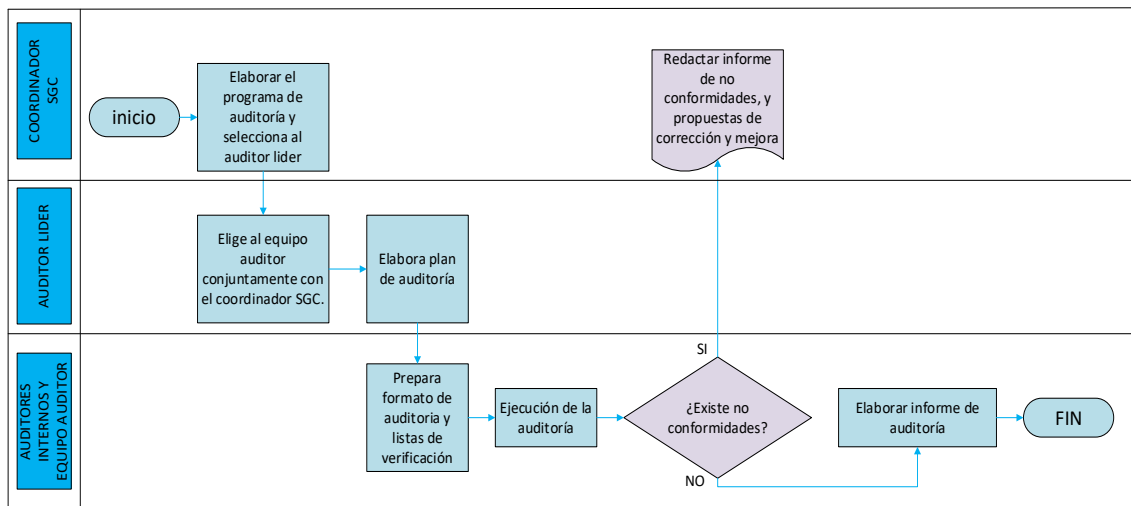 COORDINADOR
SGC
inicio
Elaborar el
programa de
auditoría y
selecciona al
auditor lider
Redactar informe
de no
conformidades, y
propuestas de
corrección y mejora
AUDITOR LIDER
Elige al equipo
auditor
conjuntamente con
el coordinador SGC.
Elabora plan
de auditoría
AUDITORES
INTERNOS Y
EQUIPO AUDITOR
Prepara
formato de
auditoria y
listas de
verificación
Ejecución de la
auditoría
SI
¿Existe no
conformidades?
NO
Elaborar informe de
auditoría
FIN